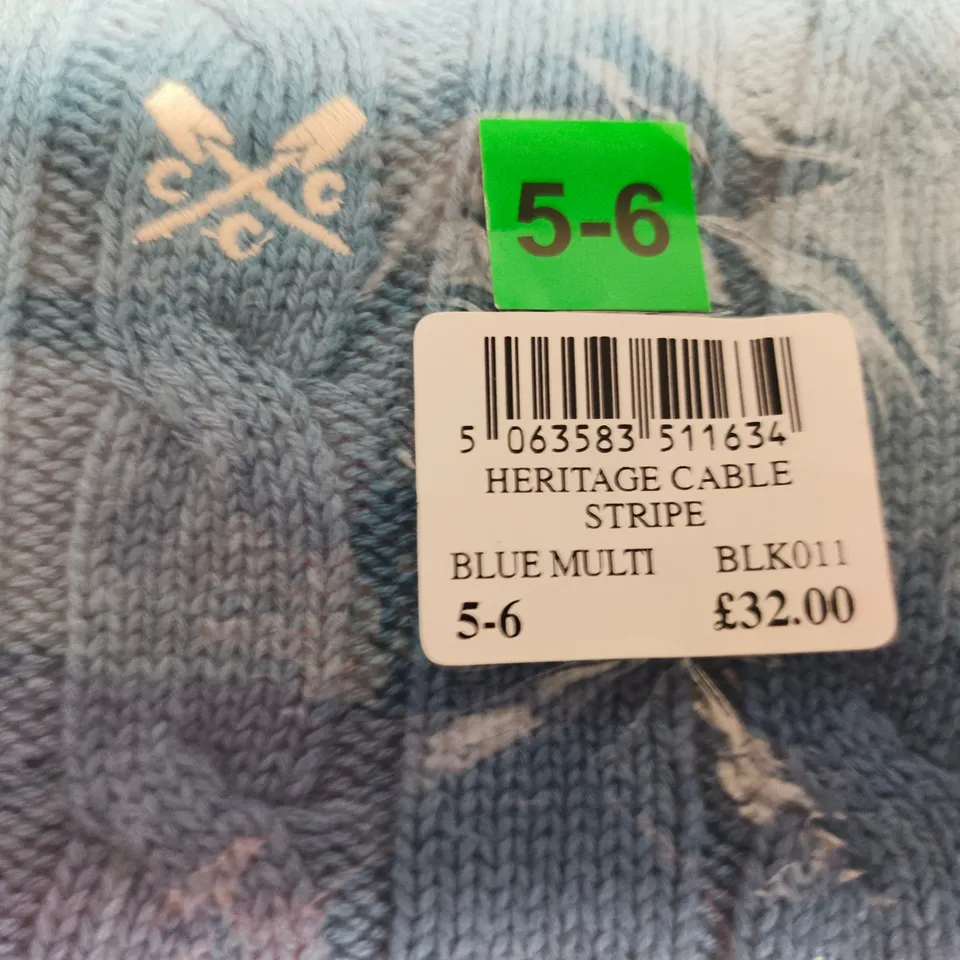 C C
C
5-6
5 063583 511634
HERITAGE CABLE
STRIPE
BLUE MULTI BLK011
5-6 £32.00